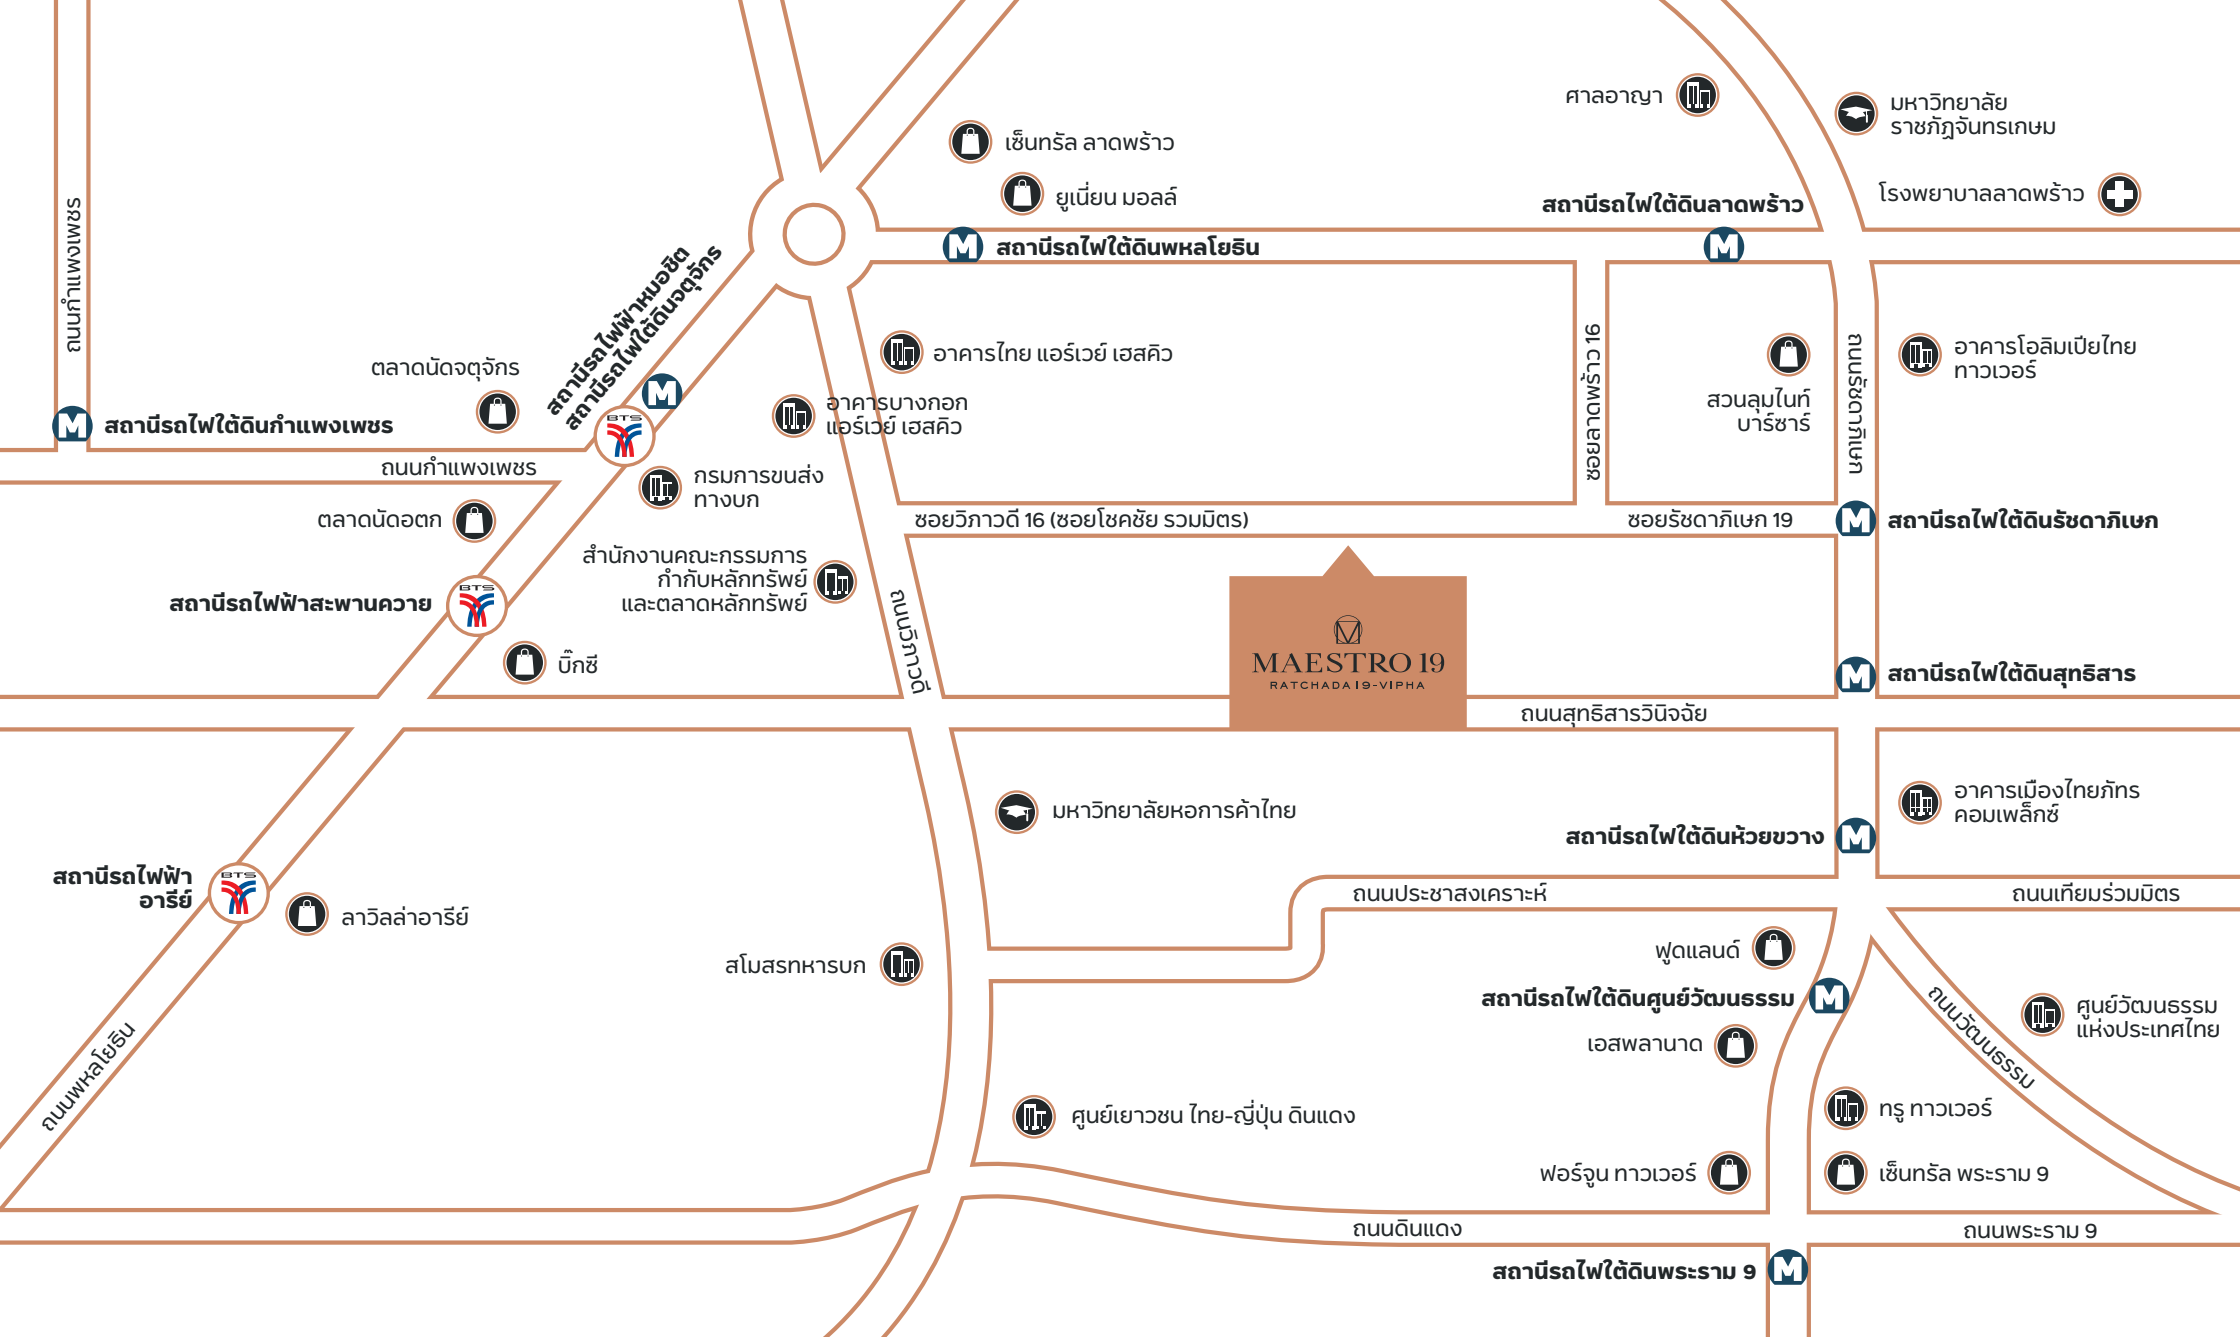 ศาลอาญา
มหาวิทยาลัย
ราชภัฏจันทรเกษม
เซ็นทรัล ลาดพร้าว
ยูเนี่ยน มอลล์
โรงพยาบาลลาดพร้าว
สถานีรถไฟใต้ดินลาดพร้าว
สถานีรถไฟใต้ดินพหลโยธิน
ถนนกำแพงเพชร
สถานีรถไฟฟ้าหมอชิต
สถานีรถไฟใต้ดินจตุจักร
ตลาดนัดจตุจักร
อาคารไทย แอร์เวย์ เฮสคิว
ซอยลาดพร้าว 16
ถนนรัชดาภิเษก
อาคารโอลิมเปียไทย
ทาวเวอร์
สวนลุมไนท์
บาร์ซาร์
อาคารบางกอก
แอร์เวย์ เฮสคิว
สถานีรถไฟใต้ดินกำแพงเพชร
BTS
ถนนกำแพงเพชร
กรมการขนส่ง
ทางบก
ตลาดนัดอตก
ซอยวิภาวดี 16 (ซอยโชคชัย รวมมิตร)
ซอยรัชดาภิเษก 19
สถานีรถไฟใต้ดินรัชดาภิเษก
สำนักงานคณะกรรมการ
กำกับหลักทรัพย์
และตลาดหลักทรัพย์
BTS
สถานีรถไฟฟ้าสะพานควาย
ถนนวิภาวดี
บิ๊กซี
MAESTRO 19
RATCHADA 19-VIPHA
สถานีรถไฟใต้ดินสุทธิสาร
ถนนสุทธิสารวินิจฉัย
มหาวิทยาลัยหอการค้าไทย
อาคารเมืองไทยภัทร
คอมเพล็กซ์
สถานีรถไฟใต้ดินห้วยขวาง
สถานีรถไฟฟ้า
อารีย์
BTS
ลาวิลล่าอารีย์
ถนนประชาสงเคราะห์
ถนนเทียมร่วมมิตร
สโมสรทหารบก
ฟูดแลนด์
สถานีรถไฟใต้ดินศูนย์วัฒนธรรม
เอสพลานาด
ถนนวัฒนธรรม
ศูนย์วัฒนธรรม
แห่งประเทศไทย
ถนนพหลโยธิน
ศูนย์เยาวชน ไทย-ญี่ปุ่น ดินแดง
ทรู ทาวเวอร์
ฟอร์จูน ทาวเวอร์
เซ็นทรัล พระราม 9
ถนนดินแดง
ถนนพระราม 9
สถานีรถไฟใต้ดินพระราม 9